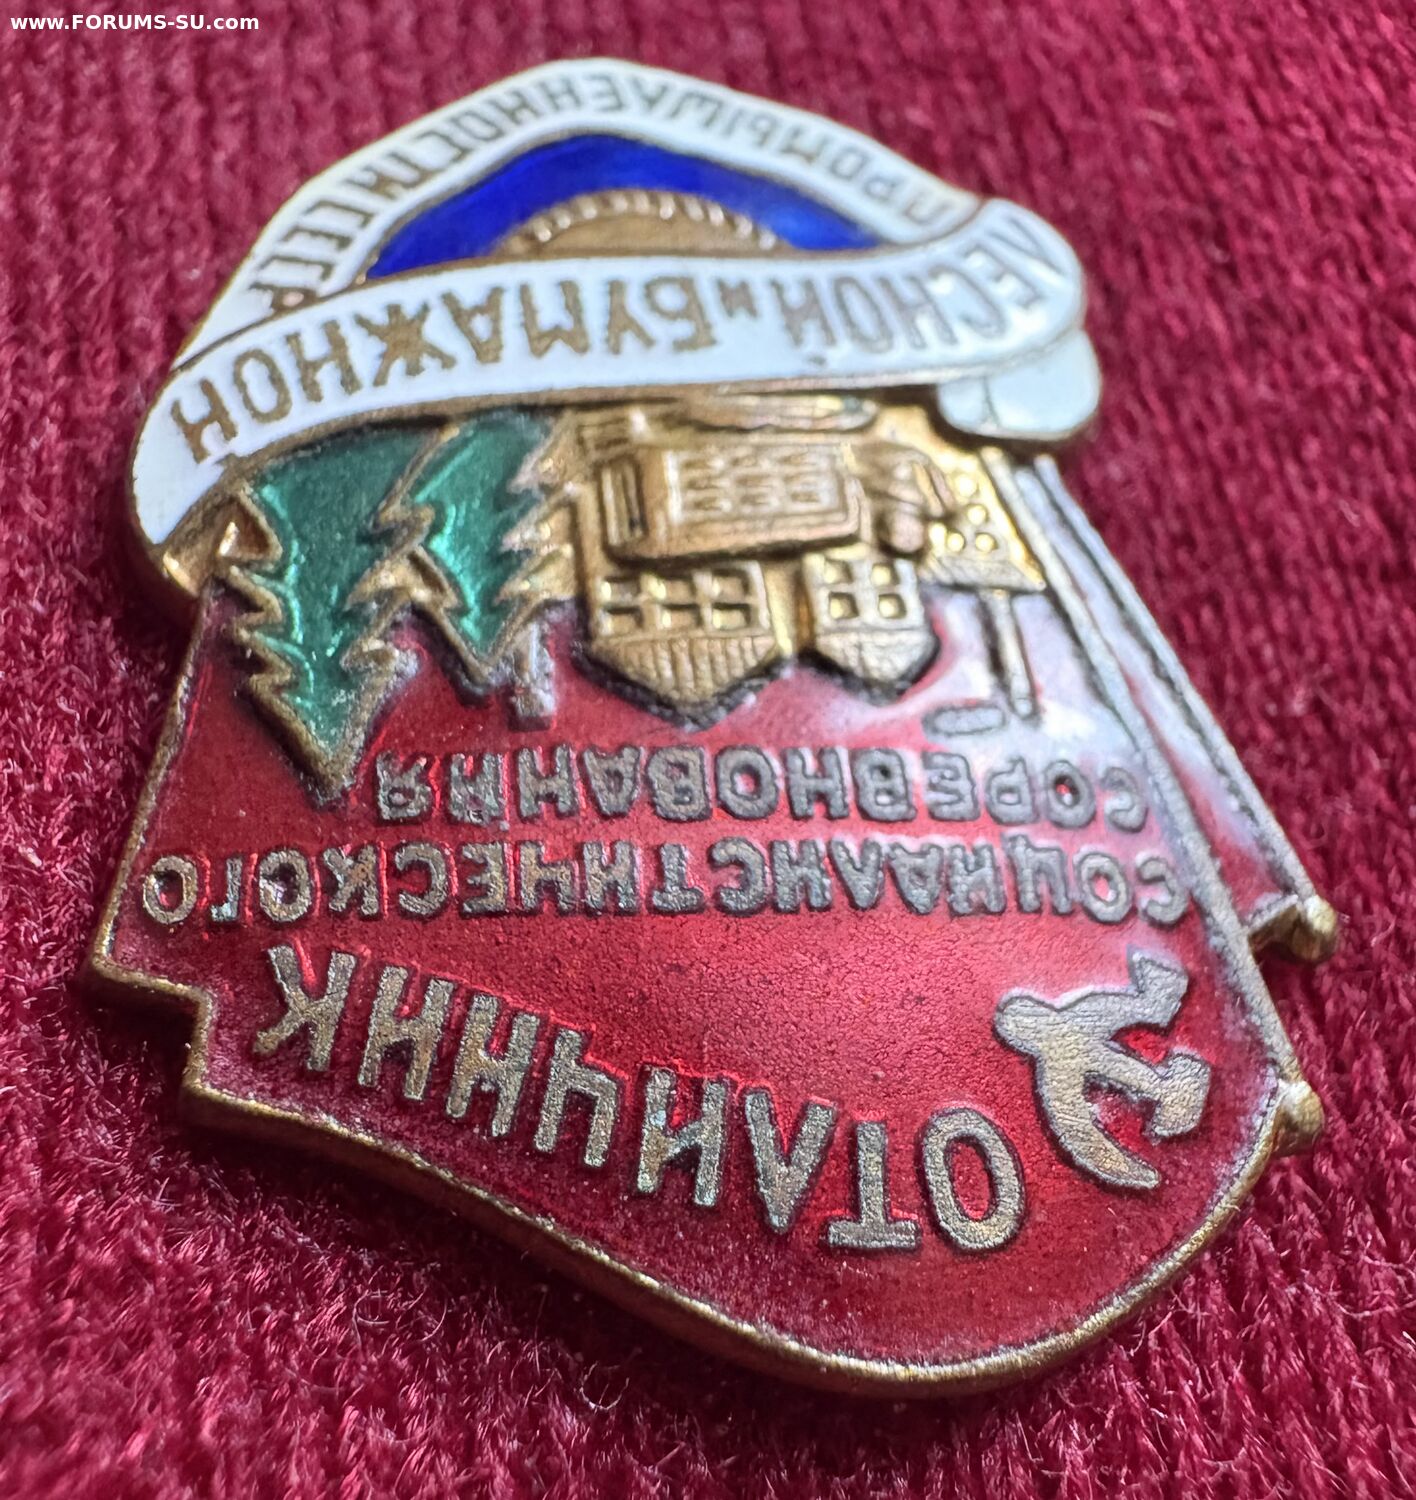 www.FORUMS-SU.com
ОТЛИЧНИК
СОЦИАЛИСТИЧЕСКОГО
СОРЕВНОВАНИЯ
ЛЕСНОЙ и БУМАЖНОЙ
ПРОМЫШЛЕННОСТИ СССР